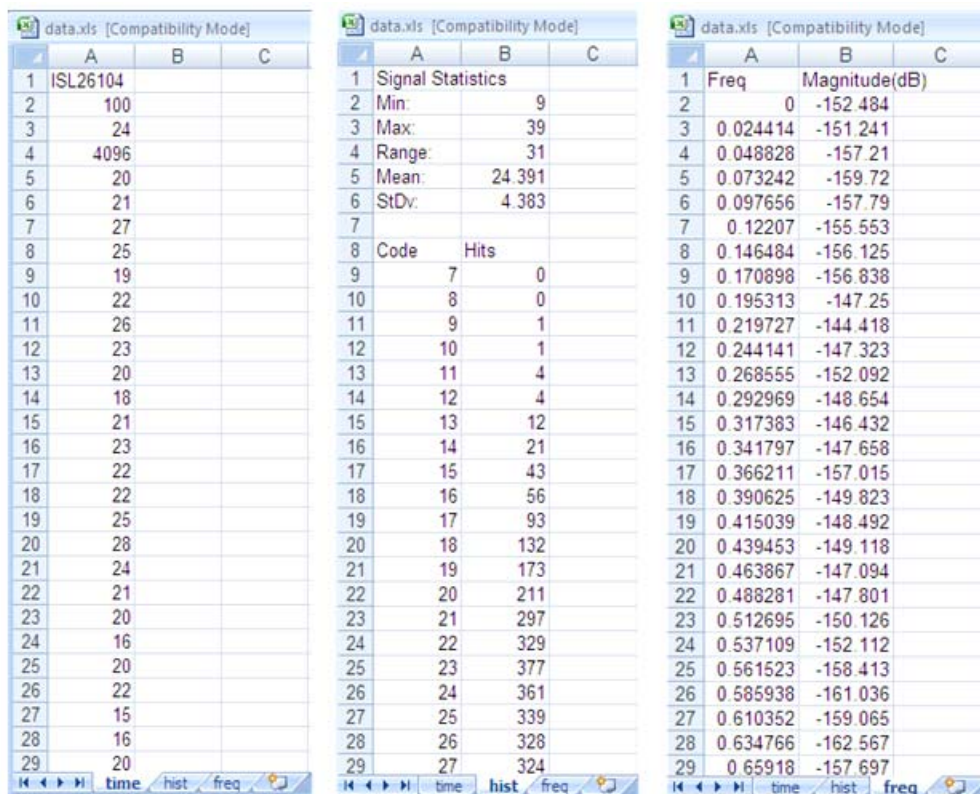 data.xls [Compatibility Mode]
A B C
1 ISL26104
2 100
3 24
4 4096
5 20
6 21
7 27
8 25
9 19
10 22
11 26
12 23
13 20
14 18
15 21
16 23
17 22
18 22
19 25
20 28
21 24
22 21
23 20
24 16
25 20
26 22
27 15
28 16
29 20
time hist freq
data.xls [Compatibility Mode]
A B C
1 Signal Statistics
2 Min: 9
3 Max: 39
4 Range: 31
5 Mean: 24.391
6 StDv: 4.383
7
8 Code Hits
9 7 0
10 8 0
11 9 1
12 10 1
13 11 4
14 12 4
15 13 12
16 14 21
17 15 43
18 16 56
19 17 93
20 18 132
21 19 173
22 20 211
23 21 297
24 22 329
25 23 377
26 24 361
27 25 339
28 26 328
29 27 324
time hist freq
data.xls [Compatibility Mode]
A B C
1 Freq Magnitude(dB)
2 0 -152.484
3 0.024414 -151.241
4 0.048828 -157.21
5 0.073242 -159.72
6 0.097656 -157.79
7 0.12207 -155.553
8 0.146484 -156.125
9 0.170898 -156.838
10 0.195313 -147.25
11 0.219727 -144.418
12 0.244141 -147.323
13 0.268555 -152.092
14 0.292969 -148.654
15 0.317383 -146.432
16 0.341797 -147.658
17 0.366211 -157.015
18 0.390625 -149.823
19 0.415039 -148.492
20 0.439453 -149.118
21 0.463867 -147.094
22 0.488281 -147.801
23 0.512695 -150.126
24 0.537109 -152.112
25 0.561523 -158.413
26 0.585938 -161.036
27 0.610352 -159.065
28 0.634766 -162.567
29 0.65918 -157.697
time hist freq